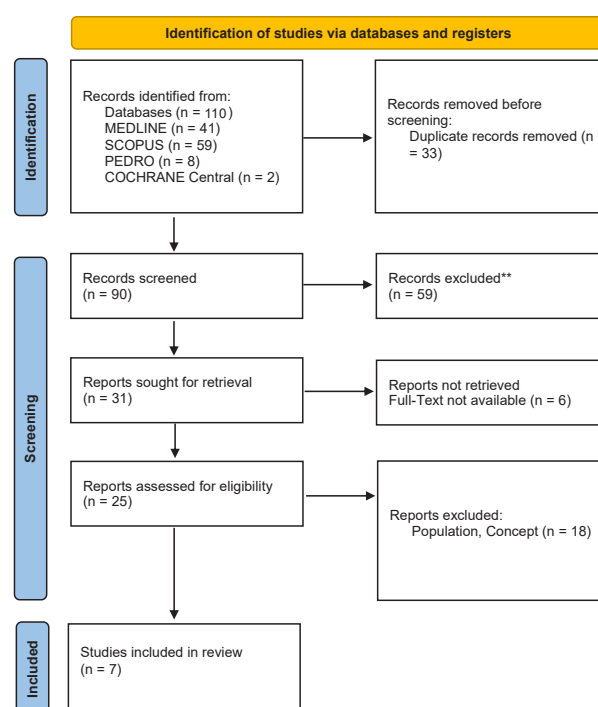 Identification of studies via databases and registers
Identification
Records identified from:
Databases (n = 110)
MEDLINE (n = 41)
SCOPUS (n = 59)
PEDRO (n = 8)
COCHRANE Central (n = 2)
Records removed before
screening:
Duplicate records removed (n
= 33)
Screening
Records screened
(n = 90)
Records excluded**
(n = 59)
Reports sought for retrieval
(n = 31)
Reports not retrieved
Full-Text not available (n = 6)
Reports assessed for eligibility
(n = 25)
Reports excluded:
Population, Concept (n = 18)
Included
Studies included in review
(n = 7)